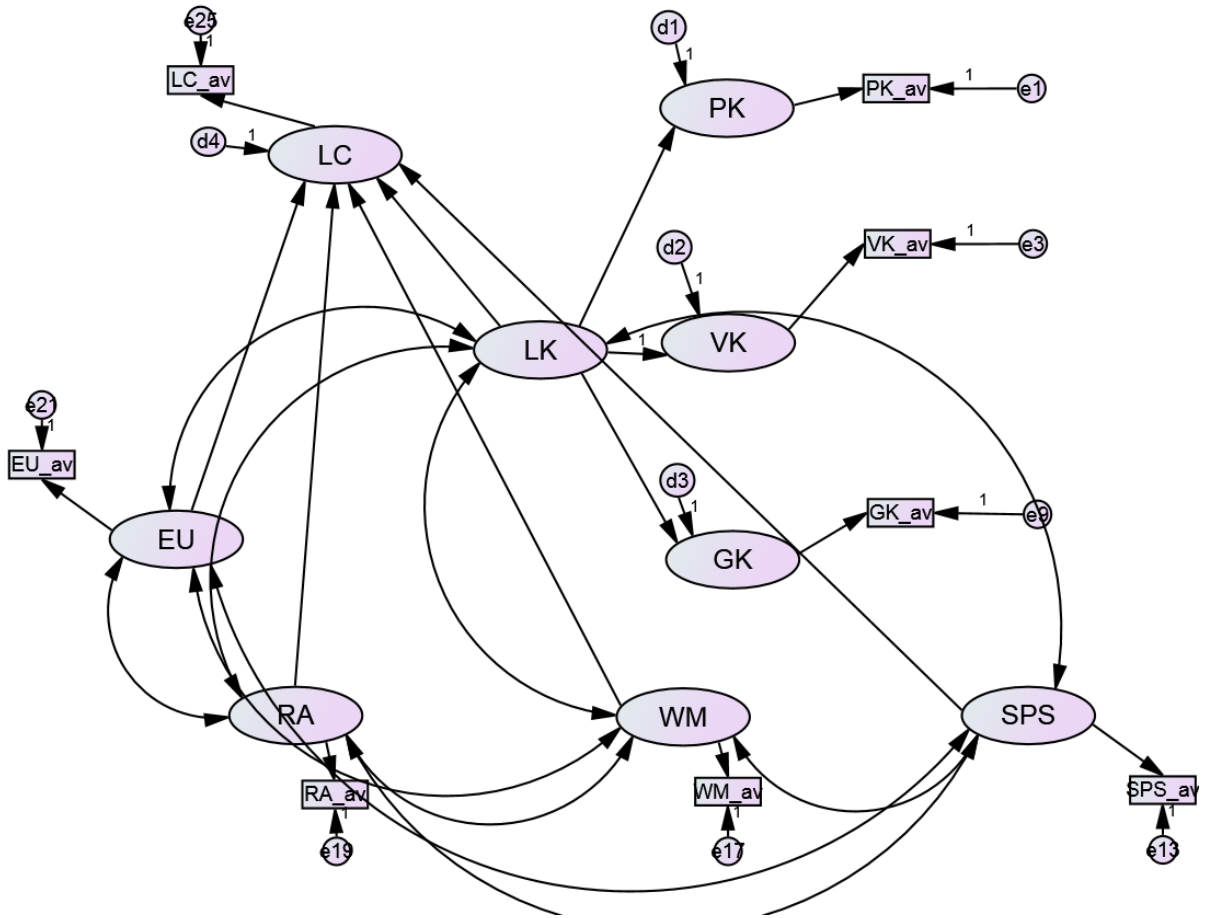 e25
1
LC_av
d4
1
LC
d1
1
PK
PK_av
1
e1
d2
1
VK
VK_av
1
e3
LK
1
e21
1
EU_av
EU
d3
1
GK
GK_av
1
e9
RA
RA_av
1
e19
WM
WM_av
1
e17
SPS
SPS_av
1
e13